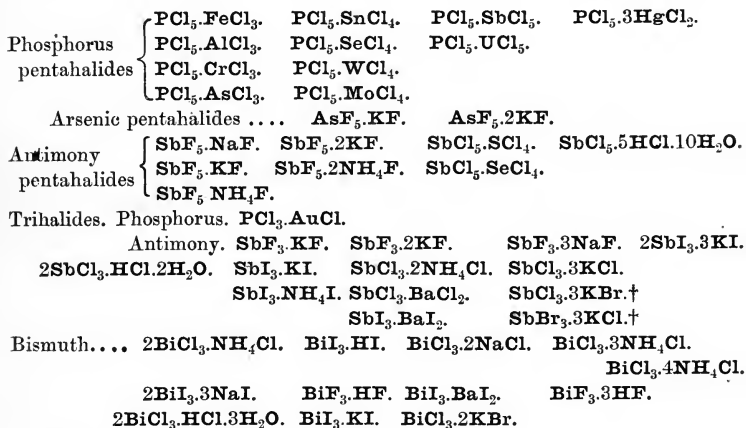 PCl₅.FeCl₃. PCl₅.SnCl₄. PCl₅.SbCl₅. PCl₅.3HgCl₂.
Phosphorus pentahalides { PCl₅.AlCl₃. PCl₅.SeCl₄. PCl₅.UCl₅.
PCl₅.CrCl₃. PCl₅.WCl₄.
PCl₅.AsCl₃. PCl₅.MoCl₄.
Arsenic pentahalides .... AsF₅.KF. AsF₅.2KF.
Antimony pentahalides { SbF₅.NaF. SbF₅.2KF. SbCl₅.SCl₄. SbCl₅.5HCl.10H₂O.
SbF₅.KF. SbF₅.2NH₄F. SbCl₅.SeCl₄.
SbF₅ NH₄F.
Trihalides. Phosphorus. PCl₃.AuCl.
Antimony. SbF₃.KF. SbF₃.2KF. SbF₃.3NaF. 2SbI₃.3KI.
2SbCl₃.HCl.2H₂O. SbI₃.KI. SbCl₃.2NH₄Cl. SbCl₃.3KCl.
SbI₃.NH₄I. SbCl₃.BaCl₂. SbCl₃.3KBr.†
SbI₃.BaI₂. SbBr₃.3KCl.†
Bismuth.... 2BiCl₃.NH₄Cl. BiI₃.HI. BiCl₃.2NaCl. BiCl₃.3NH₄Cl.
BiCl₃.4NH₄Cl.
2BiI₃.3NaI. BiF₃.HF. BiI₃.BaI₂. BiF₃.3HF.
2BiCl₃.HCl.3H₂O. BiI₃.KI. BiCl₃.2KBr.